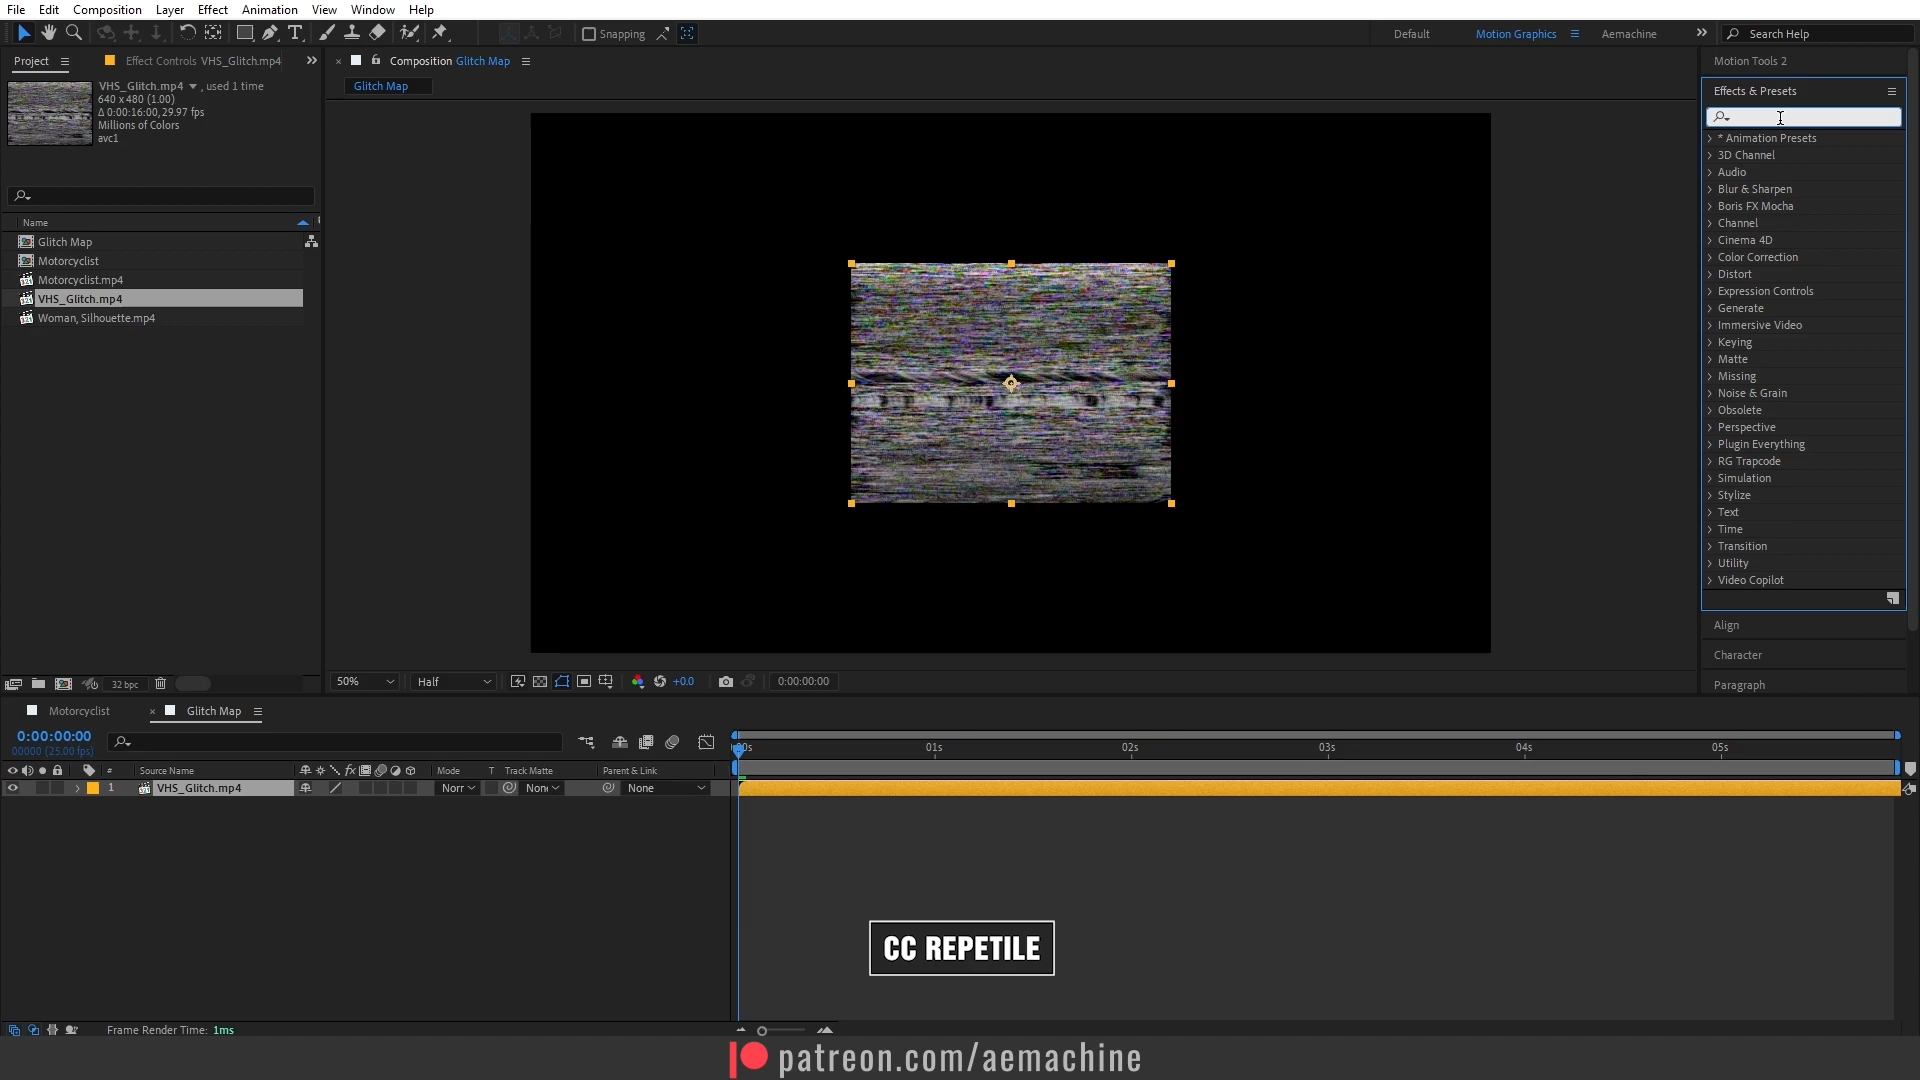 File Edit Composition Layer Effect Animation View Window Help
Snapping Default Motion Graphics Aemachine Search Help
Project Effect Controls VHS_Glitch.mp4
Composition Glitch Map
Glitch Map
VHS_Glitch.mp4 , used 1 time
640 x 480 (1.00)
Δ 0:00:16:00, 29.97 fps
Millions of Colors
avc1
Name
Glitch Map
Motorcyclist
Motorcyclist.mp4
VHS_Glitch.mp4
Woman, Silhouette.mp4
32 bpc
50% Half +0.0 0:00:00:00
Motion Tools 2
Effects & Presets
* Animation Presets
3D Channel
Audio
Blur & Sharpen
Boris FX Mocha
Channel
Cinema 4D
Color Correction
Distort
Expression Controls
Generate
Immersive Video
Keying
Matte
Missing
Noise & Grain
Obsolete
Perspective
Plugin Everything
RG Trapcode
Simulation
Stylize
Text
Time
Transition
Utility
Video Copilot
Align
Character
Paragraph
Motorcyclist Glitch Map
0:00:00:00
00000 (25.00 fps)
01s 02s 03s 04s 05s
# Source Name Mode T Track Matte Parent & Link
1 VHS_Glitch.mp4 Norr None
CC REPETILE
Frame Render Time: 1ms
patreon.com/aemachine